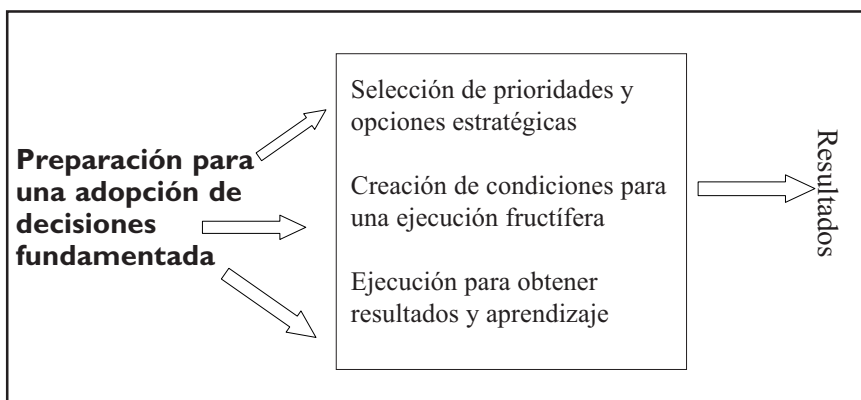 Preparación para
una adopción de
decisiones
fundamentada
Selección de prioridades y
opciones estratégicas
Creación de condiciones para
una ejecución fructífera
Ejecución para obtener
resultados y aprendizaje
Resultados